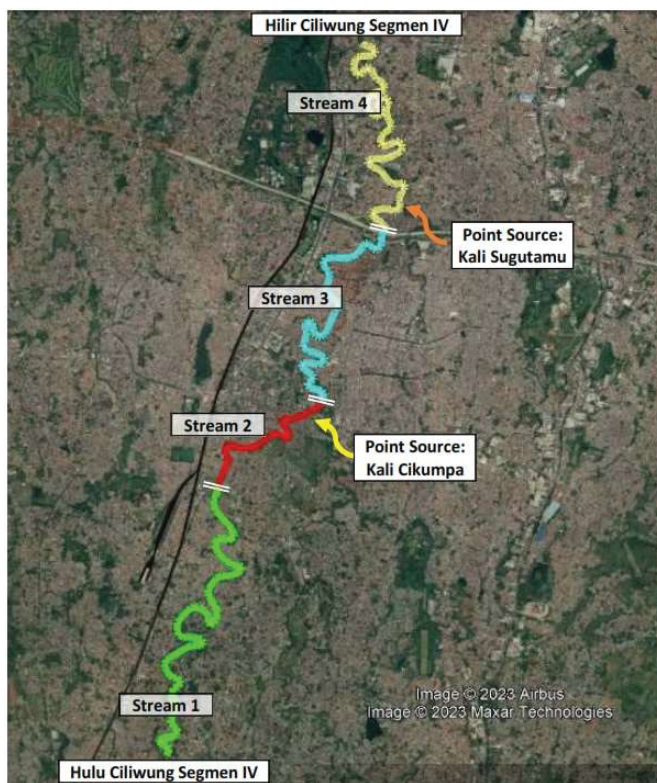 Hilir Ciliwung Segmen IV
Stream 4
Point Source:
Kali Sugutamu
Stream 3
Stream 2
Point Source:
Kali Cikumpa
Stream 1
Image © 2023 Airbus
Image © 2023 Maxar Technologies
Hulu Ciliwung Segmen IV